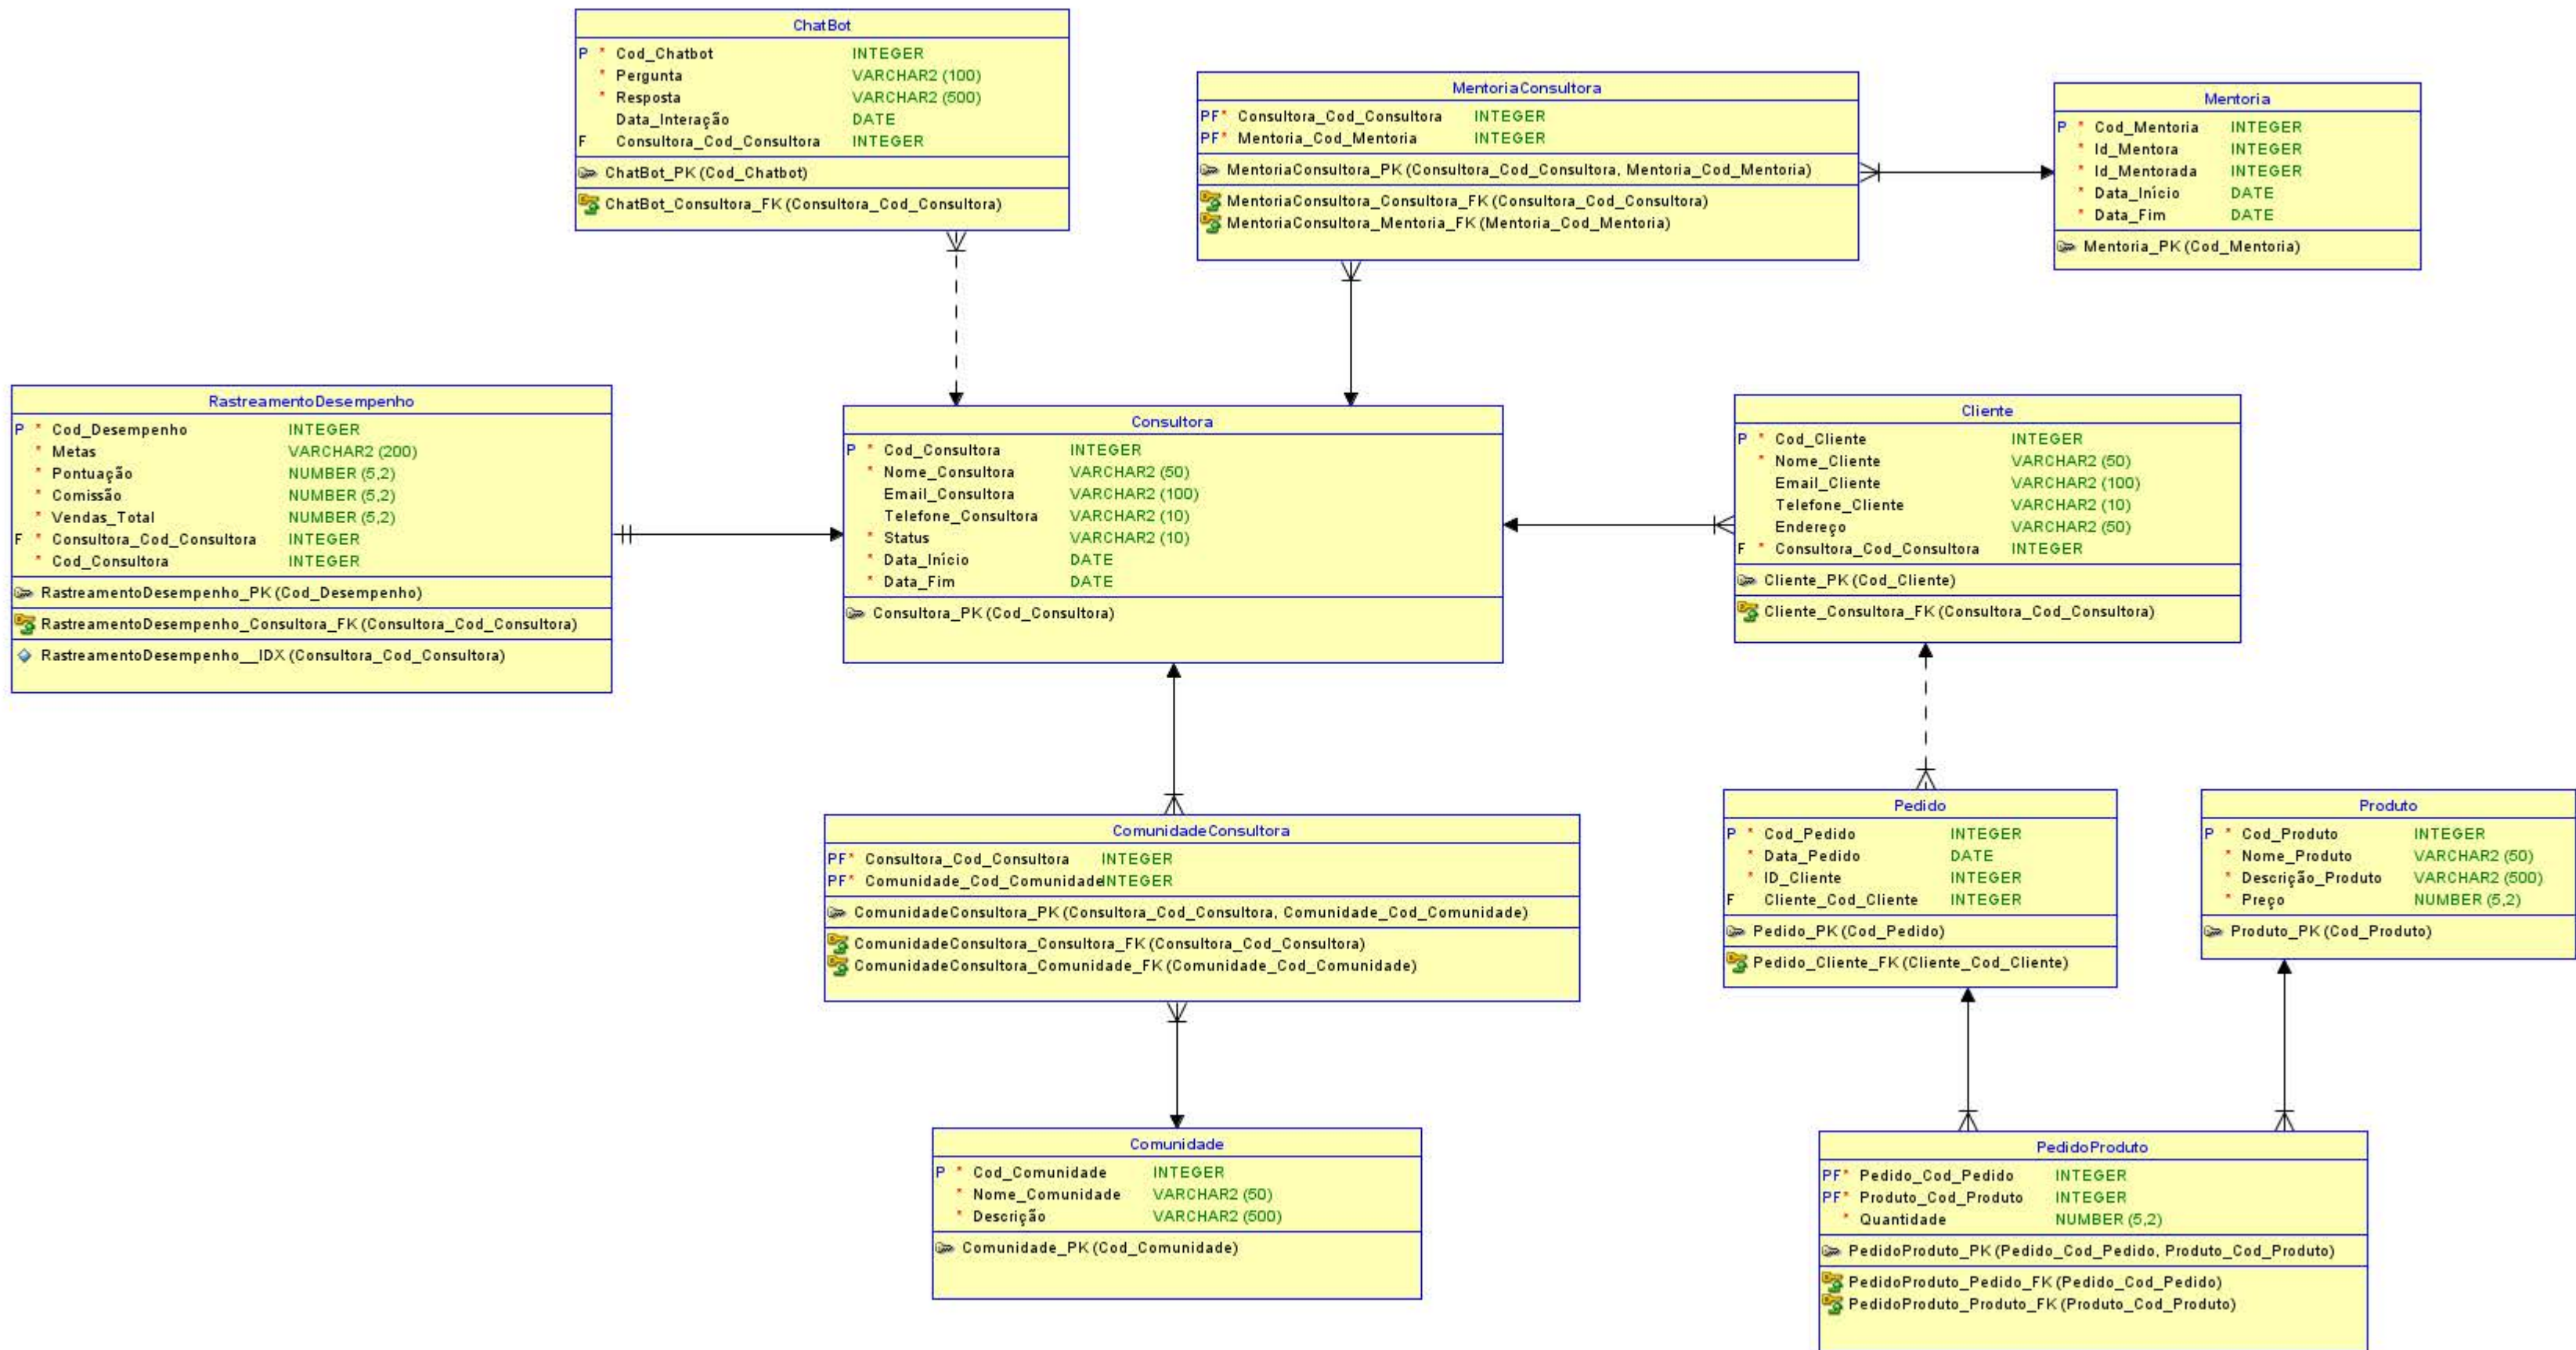 ChatBot
P * Cod_Chatbot INTEGER
* Pergunta VARCHAR2 (100)
* Resposta VARCHAR2 (500)
Data_Interação DATE
F Consultora_Cod_Consultora INTEGER
ChatBot_PK (Cod_Chatbot)
ChatBot_Consultora_FK (Consultora_Cod_Consultora)
MentoriaConsultora
PF* Consultora_Cod_Consultora INTEGER
PF* Mentoria_Cod_Mentoria INTEGER
MentoriaConsultora_PK (Consultora_Cod_Consultora, Mentoria_Cod_Mentoria)
MentoriaConsultora_Consultora_FK (Consultora_Cod_Consultora)
MentoriaConsultora_Mentoria_FK (Mentoria_Cod_Mentoria)
Mentoria
P * Cod_Mentoria INTEGER
* Id_Mentora INTEGER
* Id_Mentorada INTEGER
* Data_Início DATE
* Data_Fim DATE
Mentoria_PK (Cod_Mentoria)
RastreamentoDesempenho
P * Cod_Desempenho INTEGER
* Metas VARCHAR2 (200)
* Pontuação NUMBER (5,2)
* Comissão NUMBER (5,2)
* Vendas_Total NUMBER (5,2)
F * Consultora_Cod_Consultora INTEGER
* Cod_Consultora INTEGER
RastreamentoDesempenho_PK (Cod_Desempenho)
RastreamentoDesempenho_Consultora_FK (Consultora_Cod_Consultora)
RastreamentoDesempenho__IDX (Consultora_Cod_Consultora)
Consultora
P * Cod_Consultora INTEGER
* Nome_Consultora VARCHAR2 (50)
Email_Consultora VARCHAR2 (100)
Telefone_Consultora VARCHAR2 (10)
* Status VARCHAR2 (10)
* Data_Início DATE
* Data_Fim DATE
Consultora_PK (Cod_Consultora)
Cliente
P * Cod_Cliente INTEGER
* Nome_Cliente VARCHAR2 (50)
Email_Cliente VARCHAR2 (100)
Telefone_Cliente VARCHAR2 (10)
Endereço VARCHAR2 (50)
F * Consultora_Cod_Consultora INTEGER
Cliente_PK (Cod_Cliente)
Cliente_Consultora_FK (Consultora_Cod_Consultora)
ComunidadeConsultora
PF* Consultora_Cod_Consultora INTEGER
PF* Comunidade_Cod_Comunidade INTEGER
ComunidadeConsultora_PK (Consultora_Cod_Consultora, Comunidade_Cod_Comunidade)
ComunidadeConsultora_Consultora_FK (Consultora_Cod_Consultora)
ComunidadeConsultora_Comunidade_FK (Comunidade_Cod_Comunidade)
Pedido
P * Cod_Pedido INTEGER
* Data_Pedido DATE
* ID_Cliente INTEGER
F Cliente_Cod_Cliente INTEGER
Pedido_PK (Cod_Pedido)
Pedido_Cliente_FK (Cliente_Cod_Cliente)
Produto
P * Cod_Produto INTEGER
* Nome_Produto VARCHAR2 (50)
* Descrição_Produto VARCHAR2 (500)
* Preço NUMBER (5,2)
Produto_PK (Cod_Produto)
Comunidade
P * Cod_Comunidade INTEGER
* Nome_Comunidade VARCHAR2 (50)
* Descrição VARCHAR2 (500)
Comunidade_PK (Cod_Comunidade)
PedidoProduto
PF* Pedido_Cod_Pedido INTEGER
PF* Produto_Cod_Produto INTEGER
* Quantidade NUMBER (5,2)
PedidoProduto_PK (Pedido_Cod_Pedido, Produto_Cod_Produto)
PedidoProduto_Pedido_FK (Pedido_Cod_Pedido)
PedidoProduto_Produto_FK (Produto_Cod_Produto)